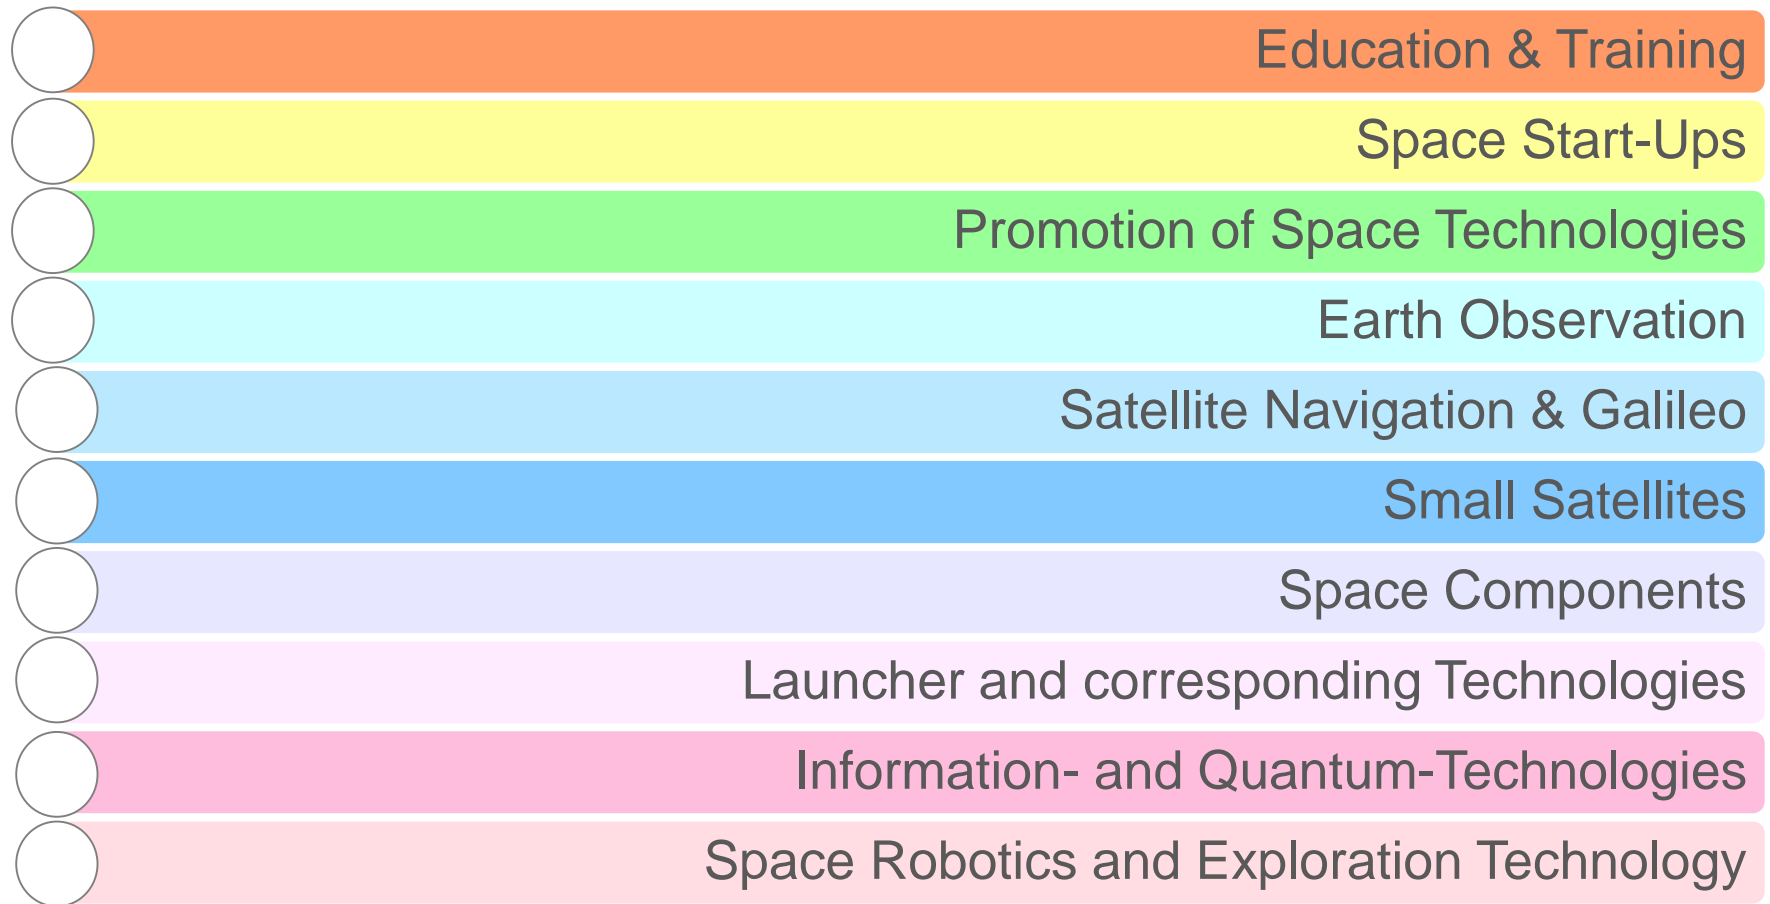 Education & Training
Space Start-Ups
Promotion of Space Technologies
Earth Observation
Satellite Navigation & Galileo
Small Satellites
Space Components
Launcher and corresponding Technologies
Information- and Quantum-Technologies
Space Robotics and Exploration Technology